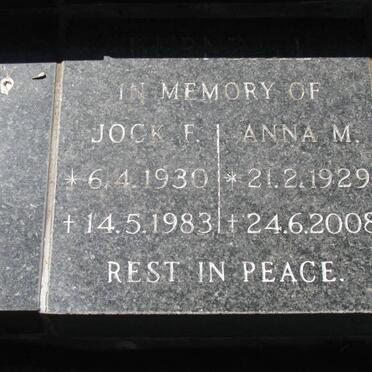 IN MEMORY OF
JOCK F. | ANNA M.
*6.4.1930 | *21.2.1929
†14.5.1983 | †24.6.2008
REST IN PEACE.